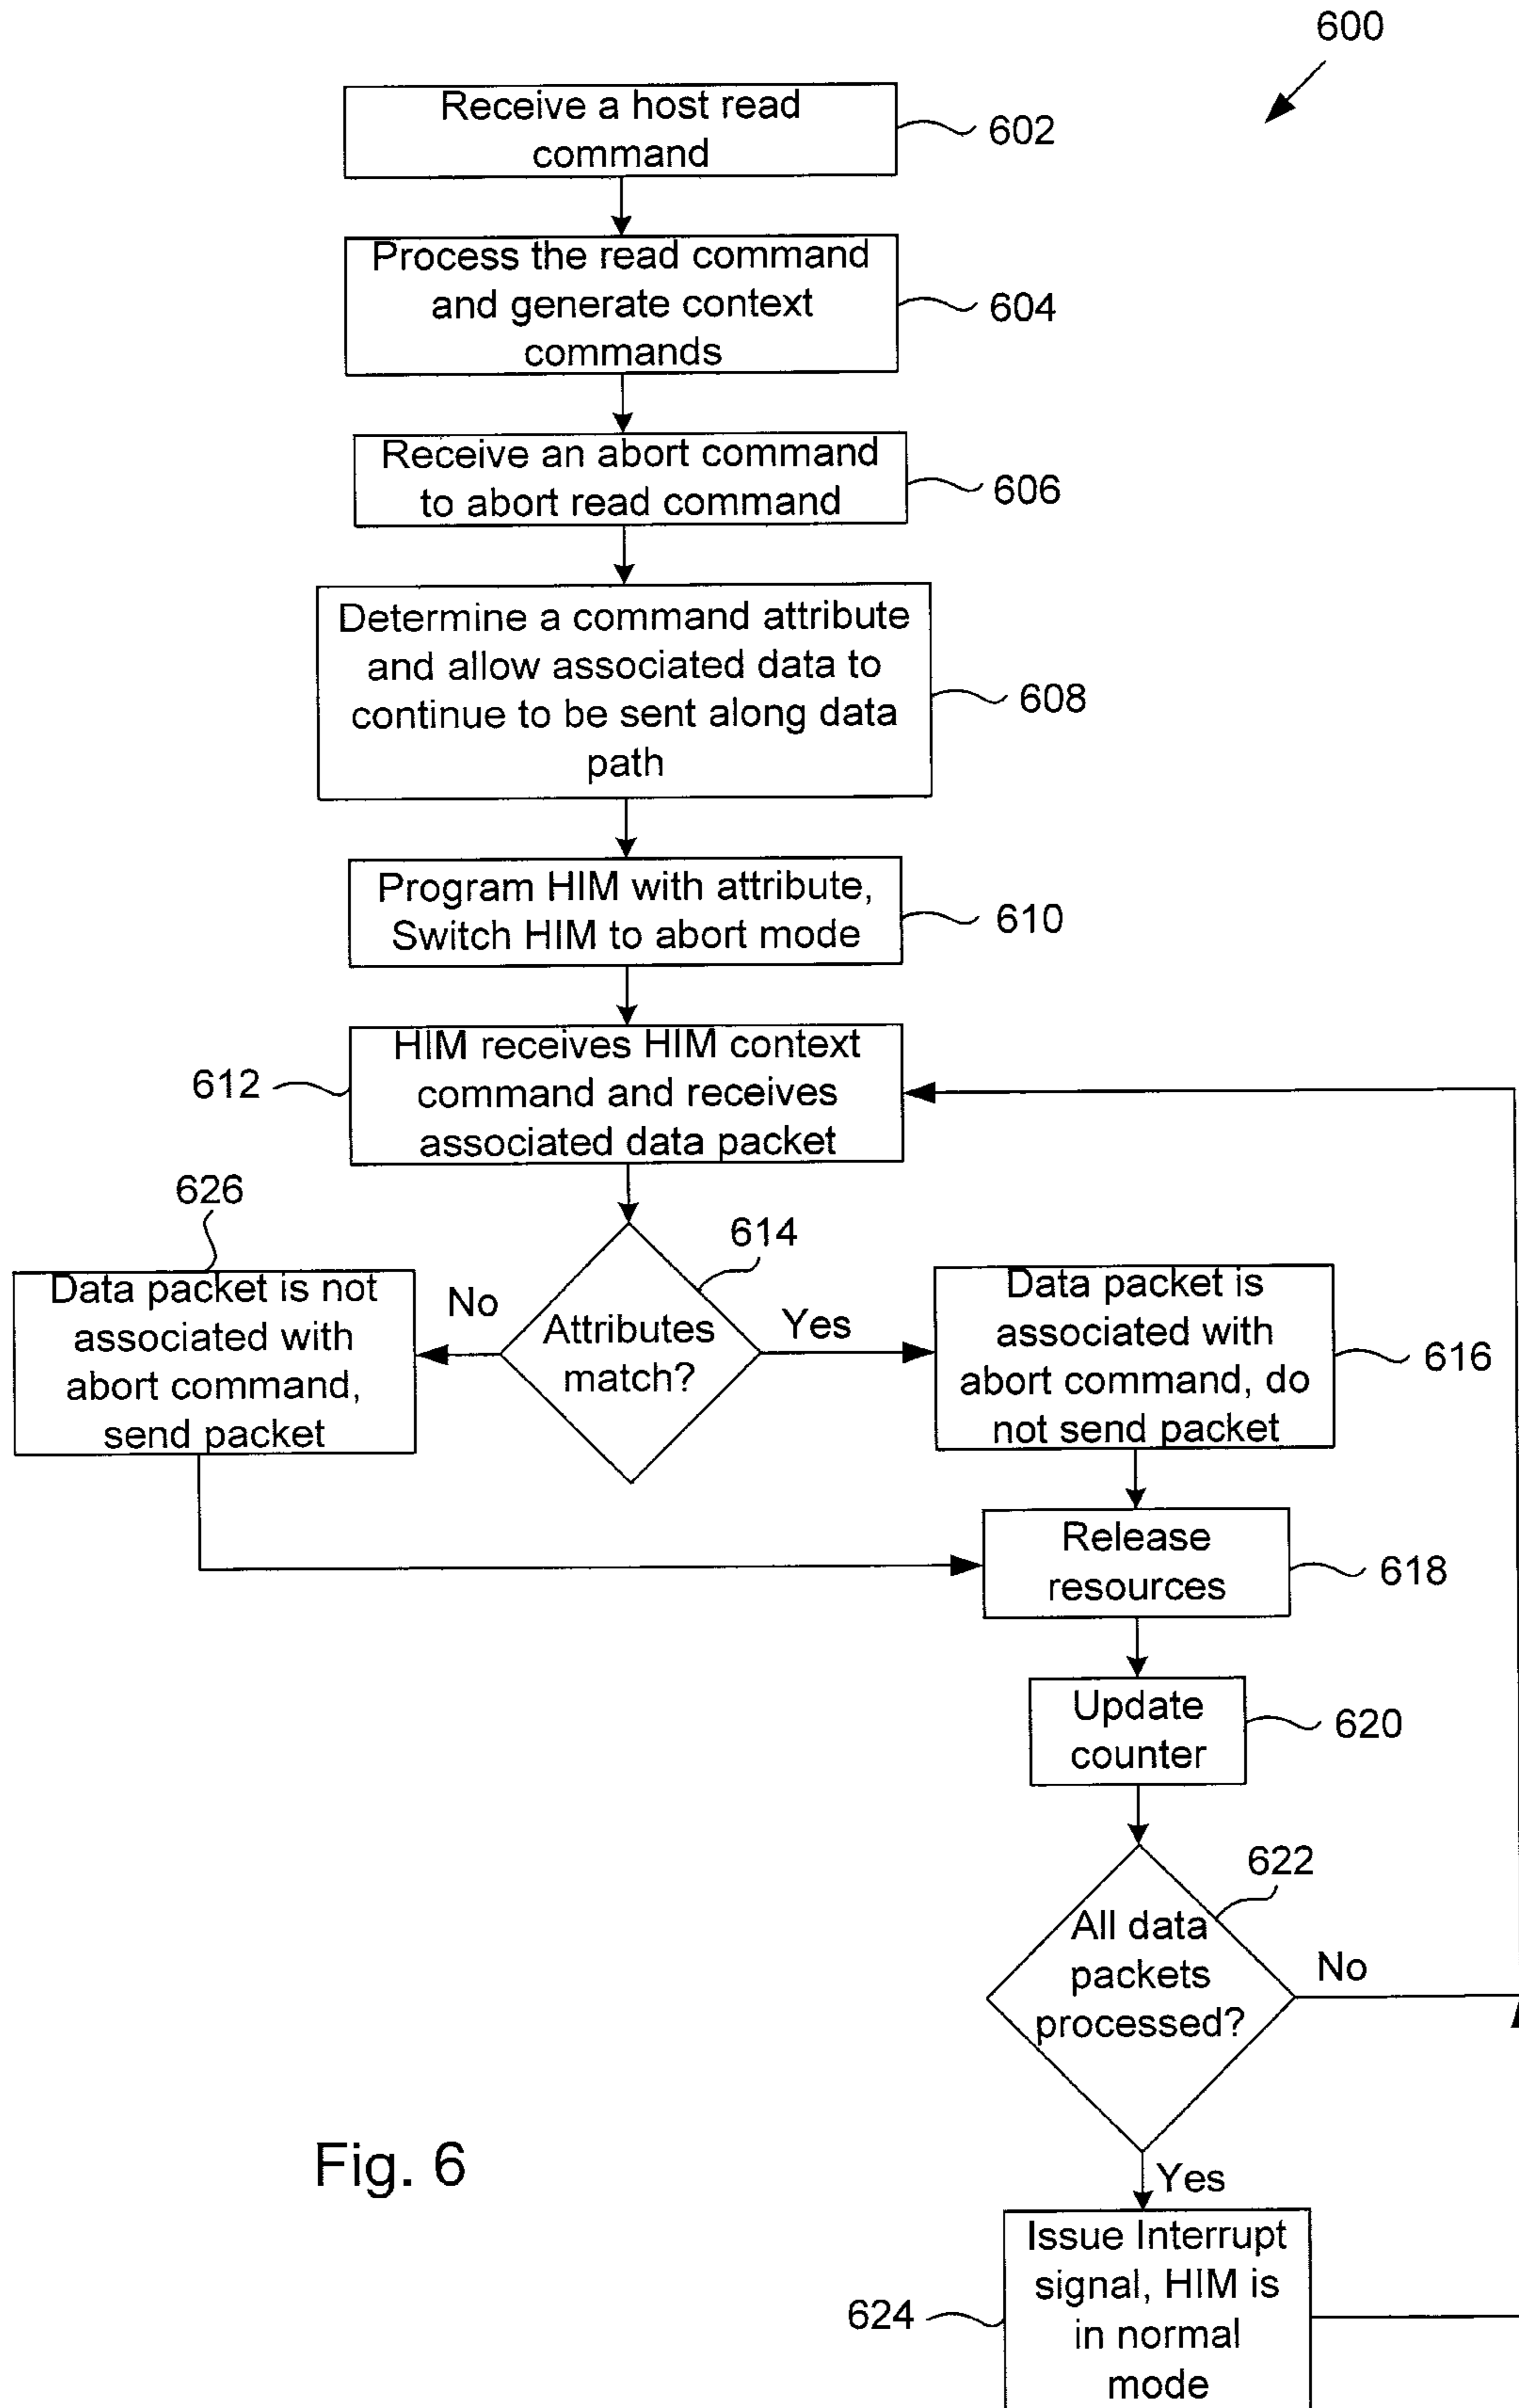 600
Receive a host read
command
602
Process the read command
and generate context
commands
604
Receive an abort command
to abort read command
606
Determine a command attribute
and allow associated data to
continue to be sent along data
path
608
Program HIM with attribute,
Switch HIM to abort mode
610
HIM receives HIM context
command and receives
associated data packet
612
626
614
Data packet is not
associated with
abort command,
send packet
No
Attributes
match?
Yes
Data packet is
associated with
abort command, do
not send packet
616
Release
resources
618
Update
counter
620
622
All data
packets
processed?
No
Fig. 6
Yes
Issue Interrupt
signal, HIM is
in normal
mode
624